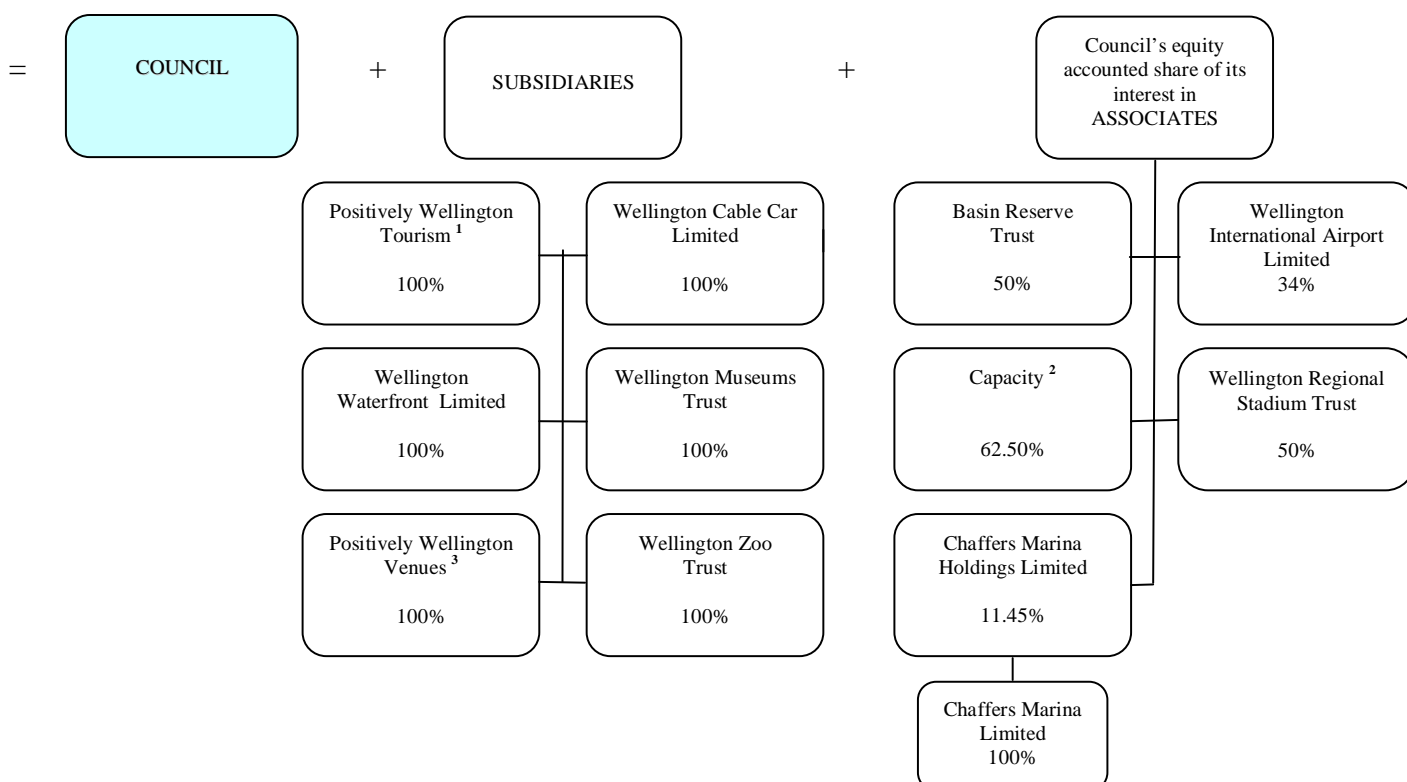 =
COUNCIL
+
SUBSIDIARIES
+
Council's equity
accounted share of its
interest in
ASSOCIATES
Positively Wellington
Tourism 1
100%
Wellington Cable Car
Limited
100%
Basin Reserve
Trust
50%
Wellington
International Airport
Limited
34%
Wellington
Waterfront Limited
100%
Wellington Museums
Trust
100%
Capacity 2
62.50%
Wellington Regional
Stadium Trust
50%
Positively Wellington
Venues 3
100%
Wellington Zoo
Trust
100%
Chaffers Marina
Holdings Limited
11.45%
Chaffers Marina
Limited
100%